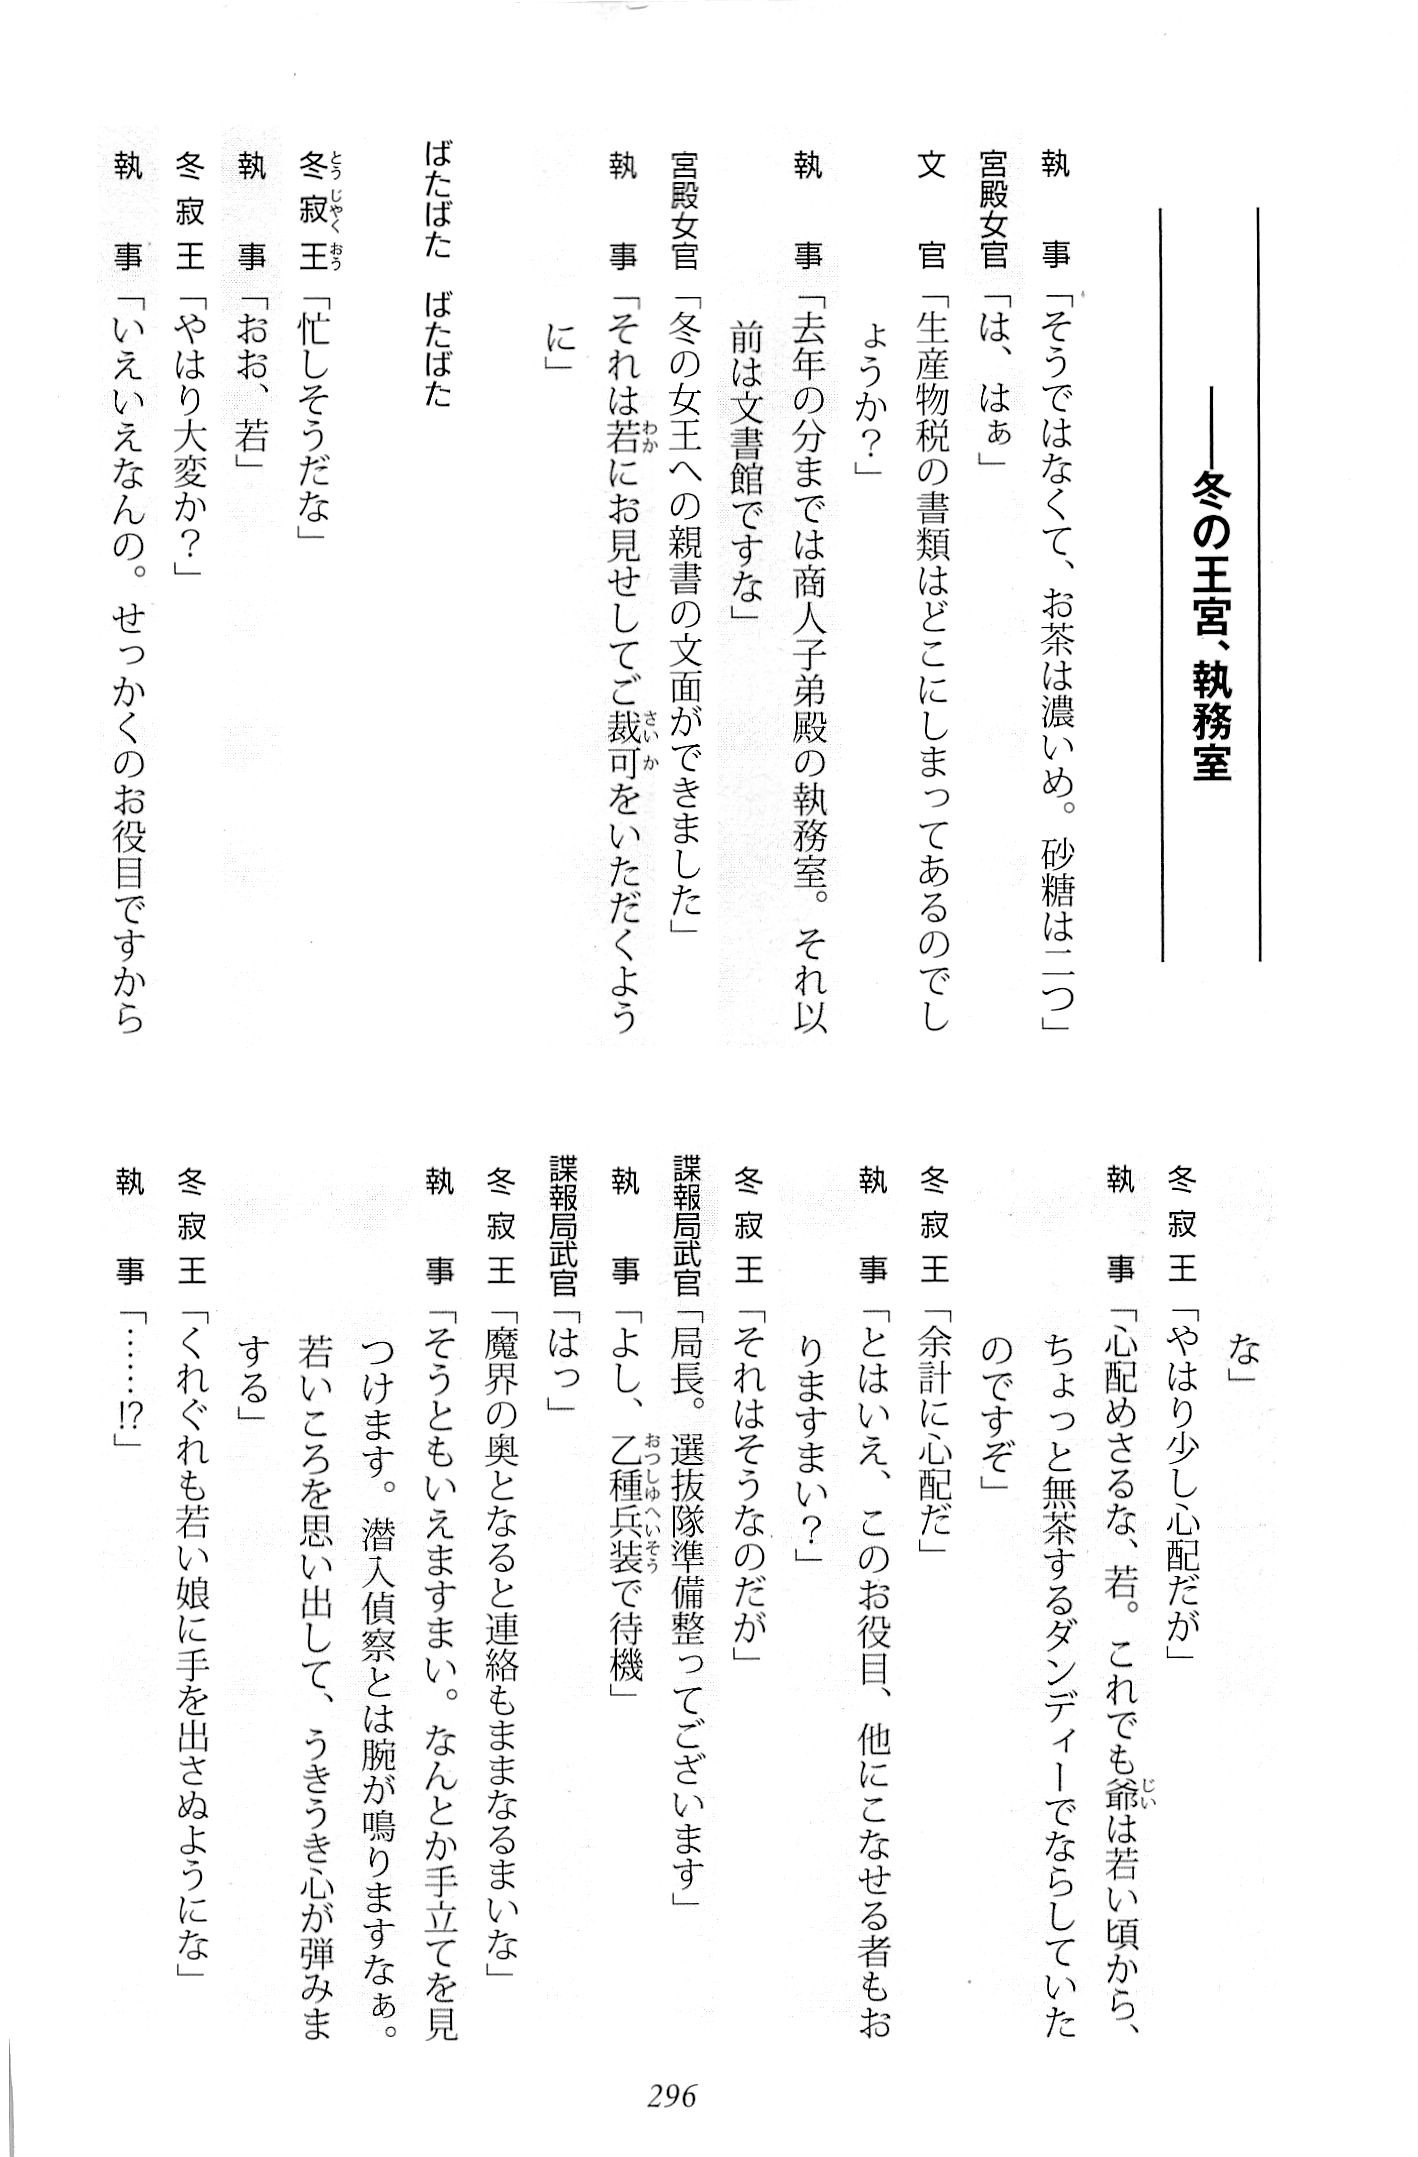 ――冬の王宮、執務室
執事「そうではなくて、お茶は濃いめ。砂糖は二つ」
宮殿女官「は、はぁ」
文官「生産物税の書類はどこにしまってあるのでし
ょうか？」
執事「去年の分までは商人子弟殿の執務室。それ以
前は文書館ですな」
宮殿女官「冬の女王への親書の文面ができました」
執事「それは若にお見せしてご裁可をいただくよう
に」
ばたばた　ばたばた
冬寂王「忙しそうだな」
執事「おお、若」
冬寂王「やはり大変か？」
執事「いえいえなんの。せっかくのお役目ですから
な」
冬寂王「やはり少し心配だが」
執事「心配めさるな、若。これでも爺は若い頃から、
ちょっと無茶するダンディーでならしていた
のですぞ」
冬寂王「余計に心配だ」
執事「とはいえ、このお役目、他にこなせる者もお
りますまい？」
冬寂王「それはそうなのだが」
諜報局武官「局長。選抜隊準備整ってございます」
執事「よし、乙種兵装で待機」
諜報局武官「はっ」
冬寂王「魔界の奥となると連絡もままなるまいな」
執事「そうともいえますまい。なんとか手立てを見
つけます。潜入偵察とは腕が鳴りますなぁ。
若いころを思い出して、うきうき心が弾みま
する」
冬寂王「くれぐれも若い娘に手を出さぬようにな」
執事「……!?」
296